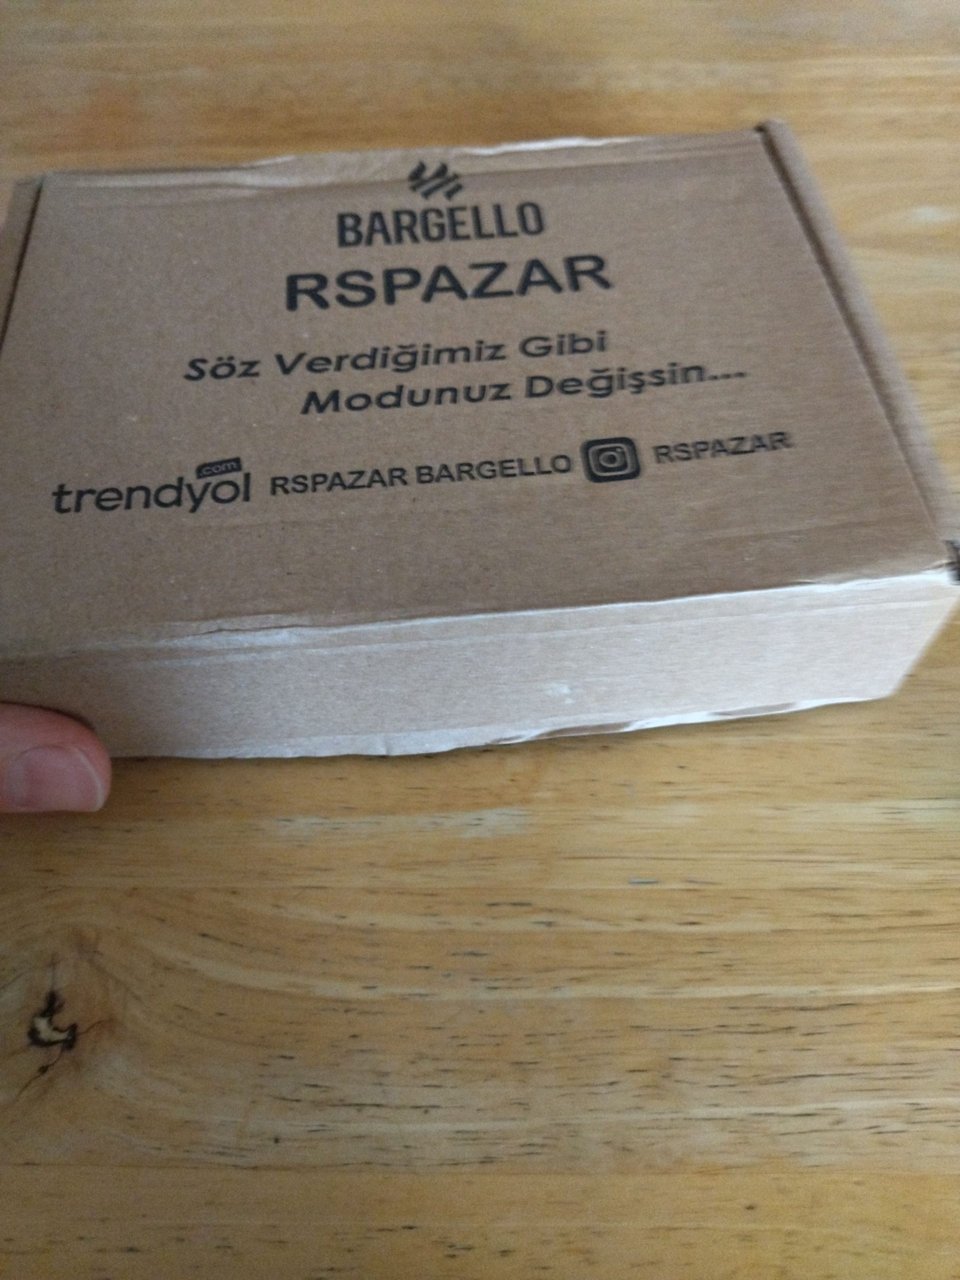 BARGELLO
RSPAZAR
Söz Verdiğimiz Gibi
Modunuz Değişsin...
trendyol.com RSPAZAR BARGELLO RSPAZAR